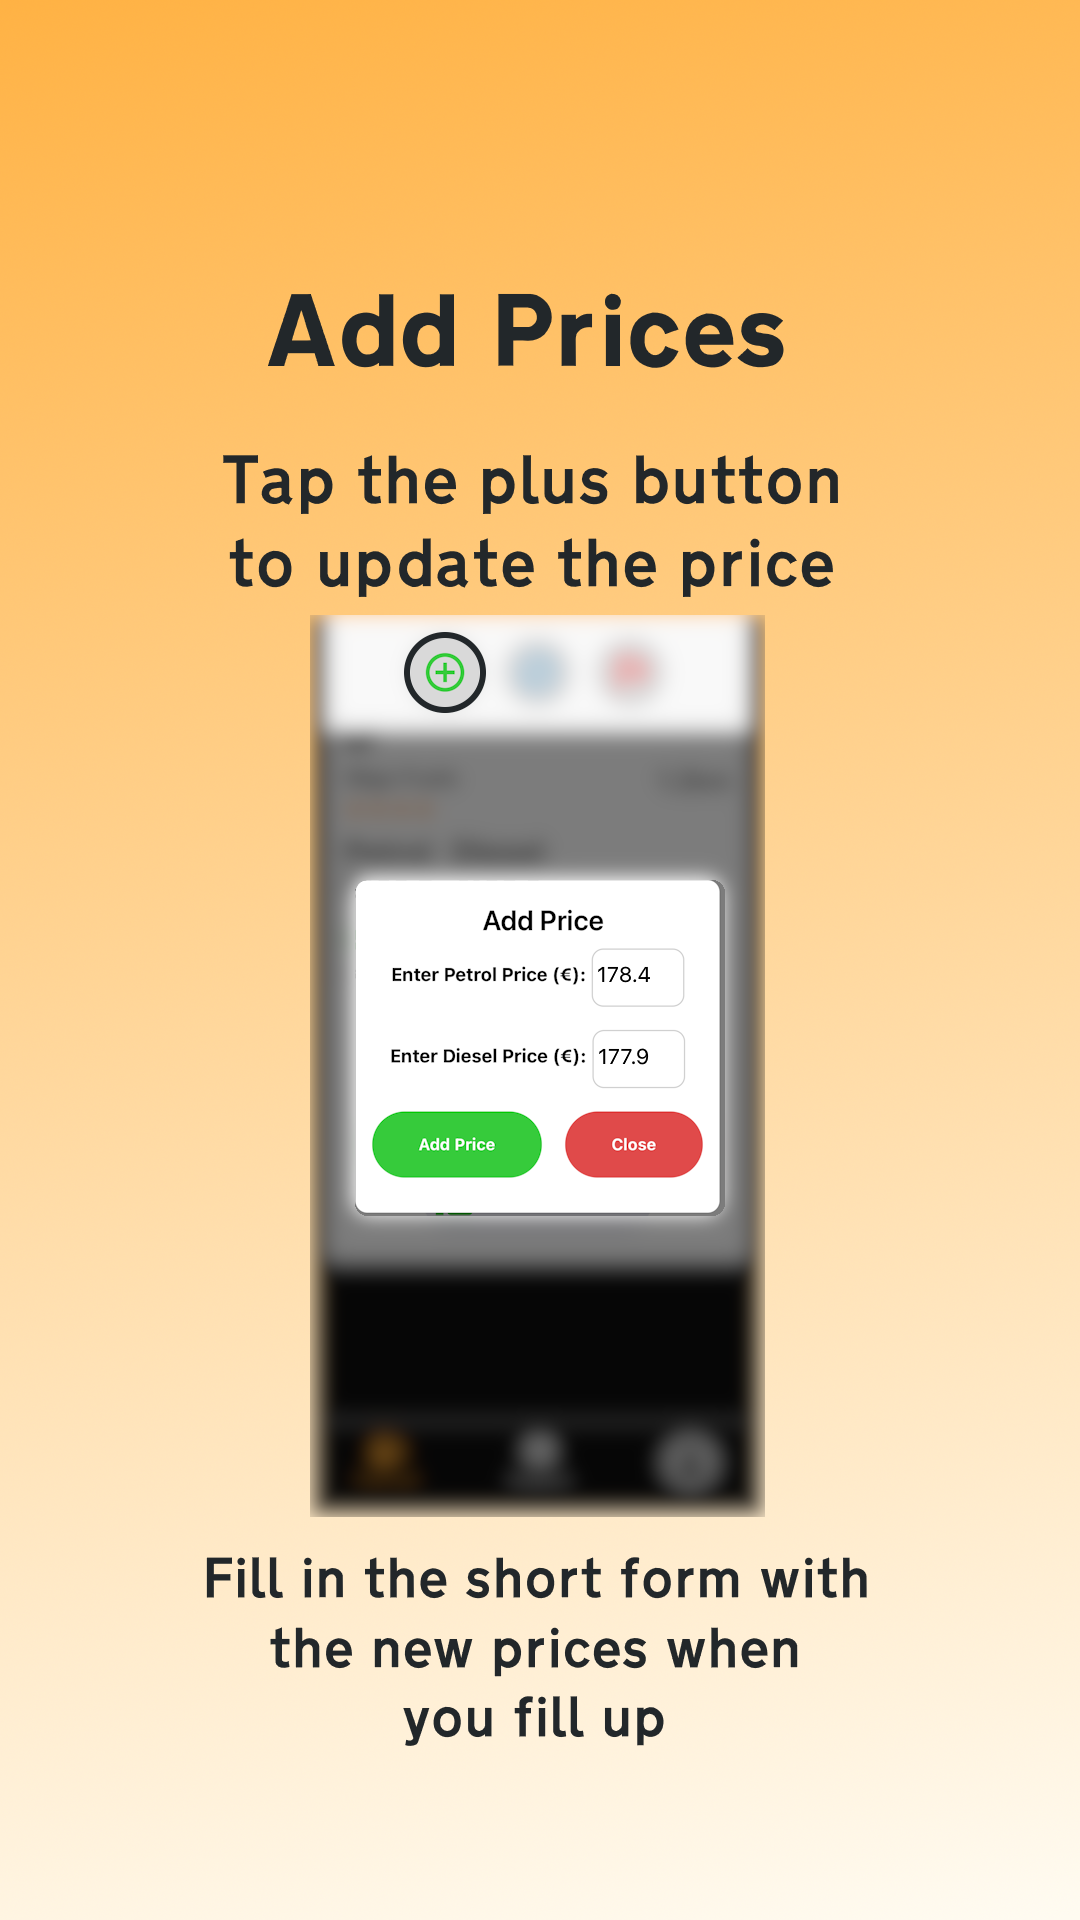 Add Prices
Tap the plus button
to update the price
Add Price
Enter Petrol Price (€): 178.4
Enter Diesel Price (€): 177.9
Add Price Close
Fill in the short form with
the new prices when
you fill up